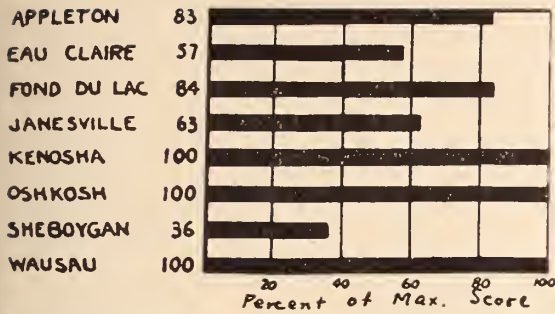 APPLETON 83
EAU CLAIRE 57
FOND DU LAC 84
JANESVILLE 63
KENOSHA 100
OSHKOSH 100
SHEBOYGAN 36
WAUSAU 100
20 40 60 80 100
Percent of Max. Score